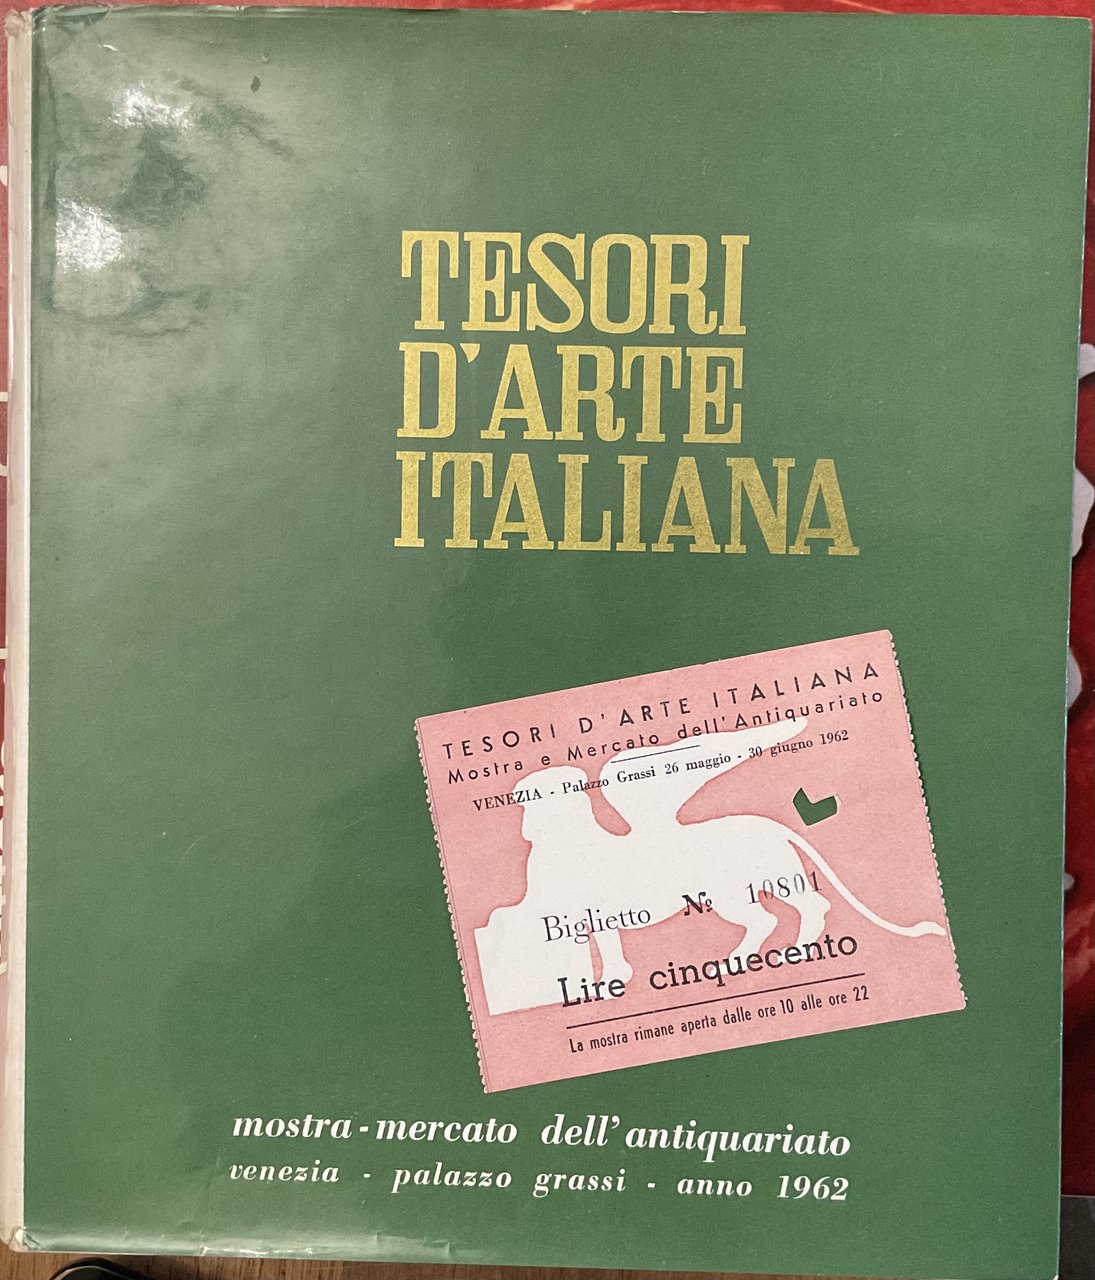 TESORI
D'ARTE
ITALIANA
TESORI D'ARTE ITALIANA
Mostra e Mercato dell'Antiquariato
VENEZIA - Palazzo Grassi 26 maggio - 30 giugno 1962
Biglietto Nº 10801
Lire cinquecento
La mostra rimane aperta dalle ore 10 alle ore 22
mostra-mercato dell'antiquariato
venezia - palazzo grassi - anno 1962